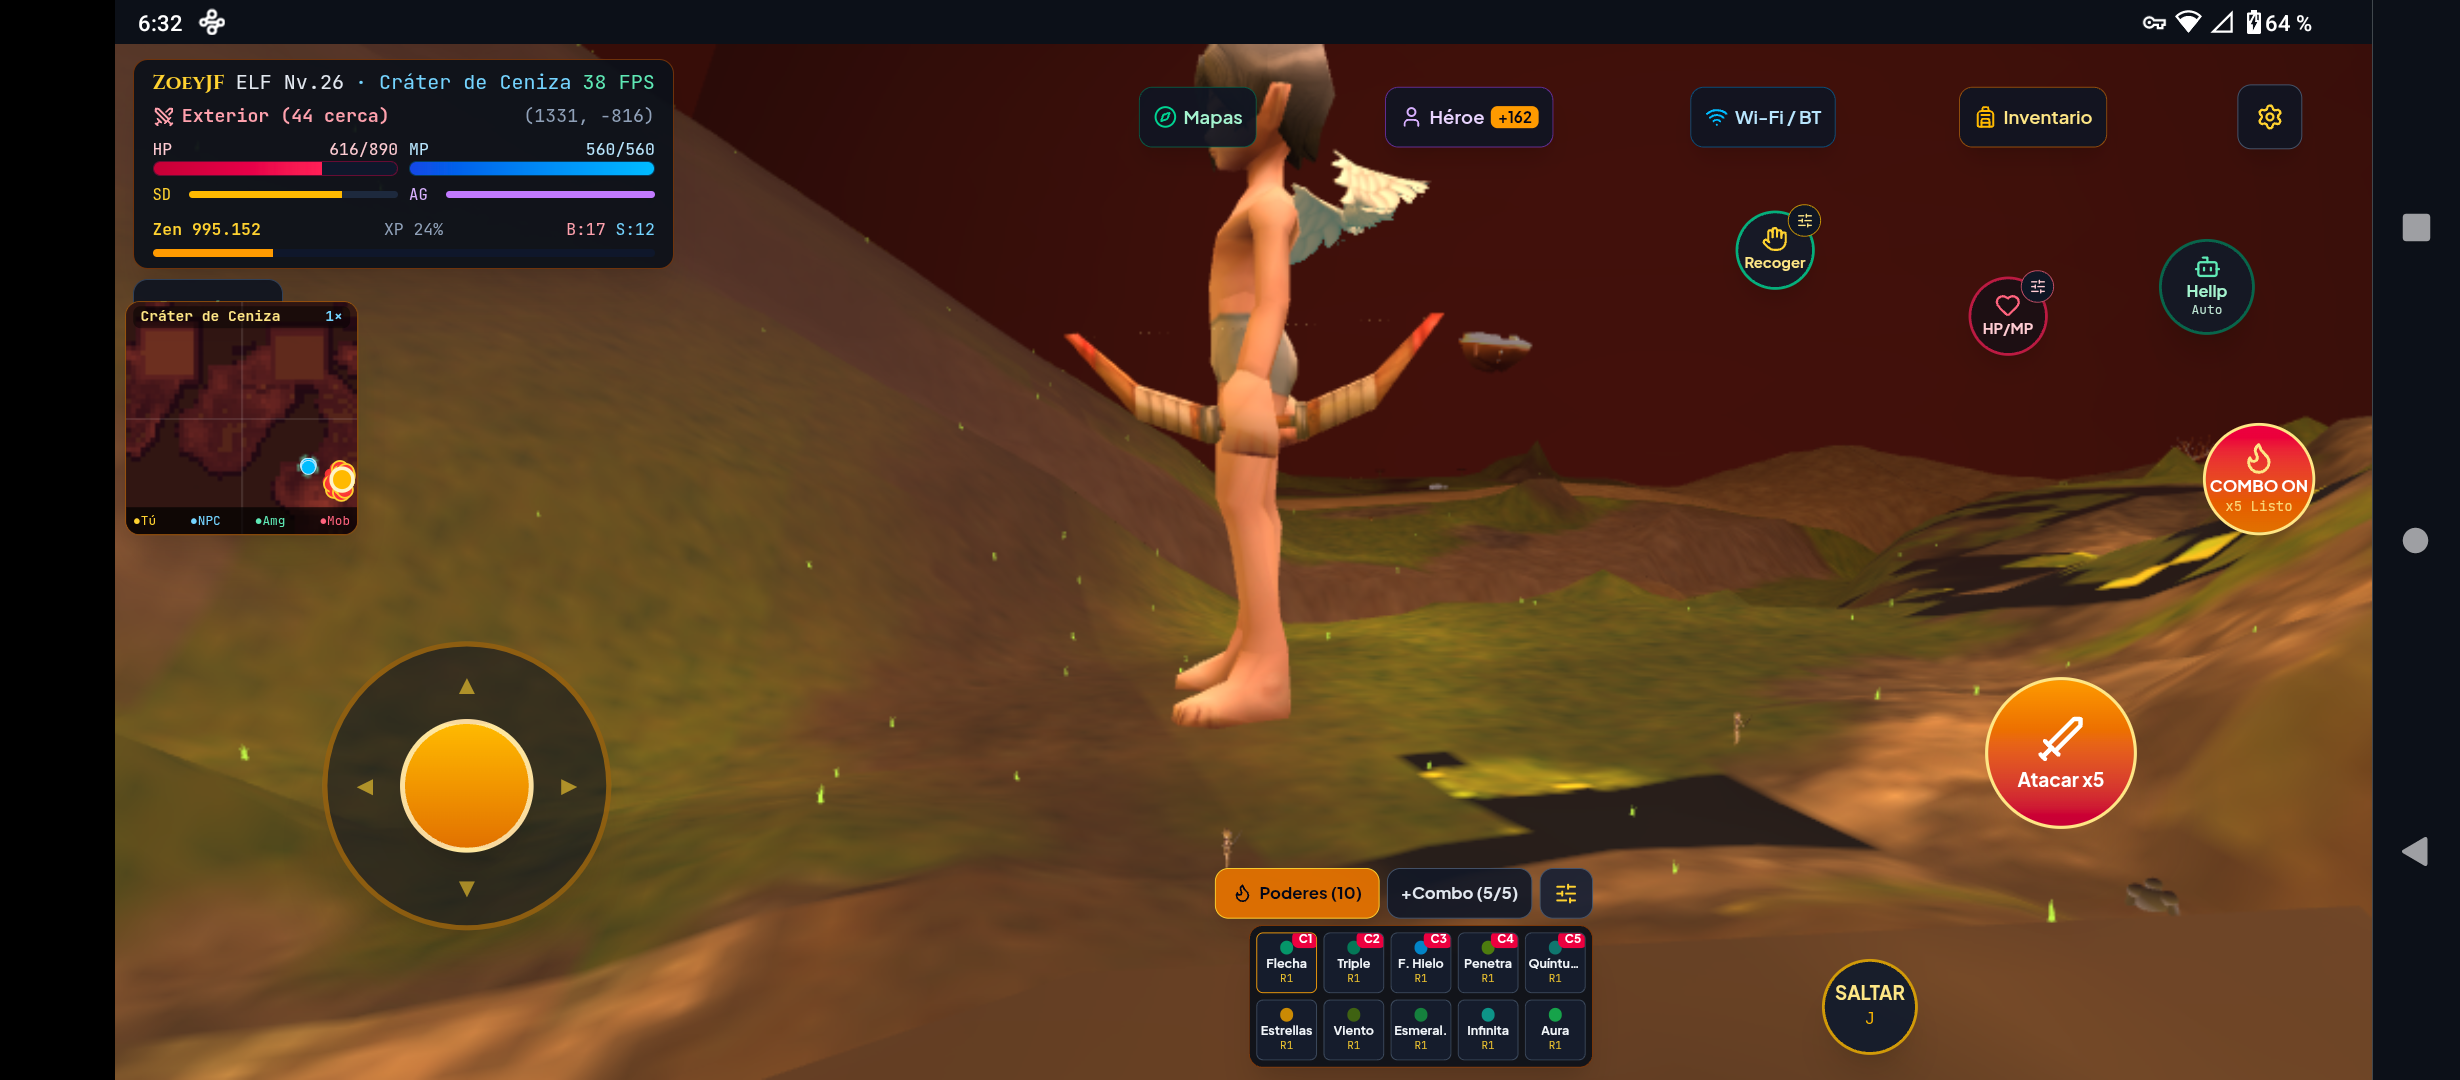 6:32
64 %
ZOEYJF ELF Nv.26 · Cráter de Ceniza 38 FPS
Exterior (44 cerca) (1331, -816)
HP 616/890 MP 560/560
SD AG
Zen 995.152 XP 24% B:17 S:12
Mapas
Héroe +162
Wi-Fi / BT
Inventario
Recoger
HP/MP
Hellp
Auto
Cráter de Ceniza 1×
•Tú •NPC •Amg •Mob
COMBO ON
x5 Listo
Atacar x5
Poderes (10) +Combo (5/5)
C1 C2 C3 C4 C5
Flecha Triple F. Hielo Penetra Quíntu...
R1 R1 R1 R1 R1
Estrellas Viento Esmeral. Infinita Aura
R1 R1 R1 R1 R1
SALTAR
J